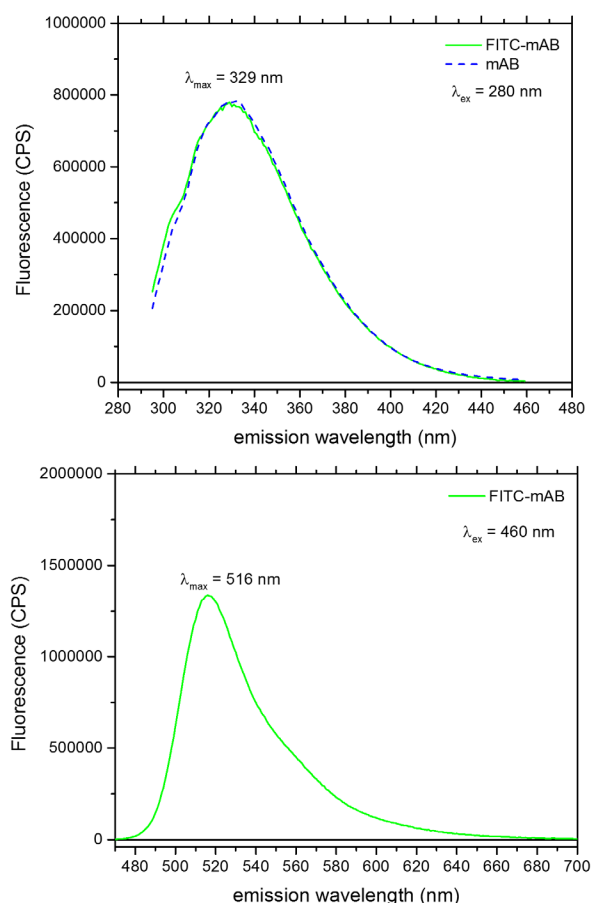 1000000
800000
600000
400000
200000
0
Fluorescence (CPS)
λmax = 329 nm
FITC-mAB
mAB
λex = 280 nm
280 300 320 340 360 380 400 420 440 460 480
emission wavelength (nm)
2000000
1500000
1000000
500000
0
Fluorescence (CPS)
λmax = 516 nm
FITC-mAB
λex = 460 nm
480 500 520 540 560 580 600 620 640 660 680 700
emission wavelength (nm)